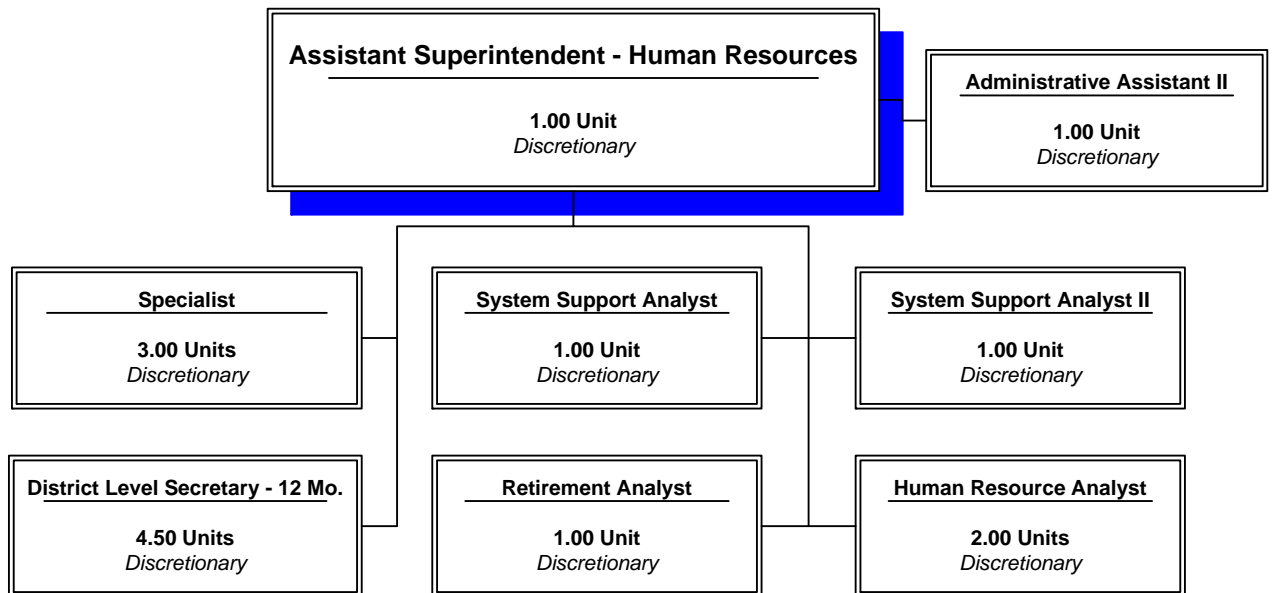 Assistant Superintendent - Human Resources
1.00 Unit
Discretionary
Administrative Assistant II
1.00 Unit
Discretionary
Specialist
3.00 Units
Discretionary
System Support Analyst
1.00 Unit
Discretionary
System Support Analyst II
1.00 Unit
Discretionary
District Level Secretary - 12 Mo.
4.50 Units
Discretionary
Retirement Analyst
1.00 Unit
Discretionary
Human Resource Analyst
2.00 Units
Discretionary